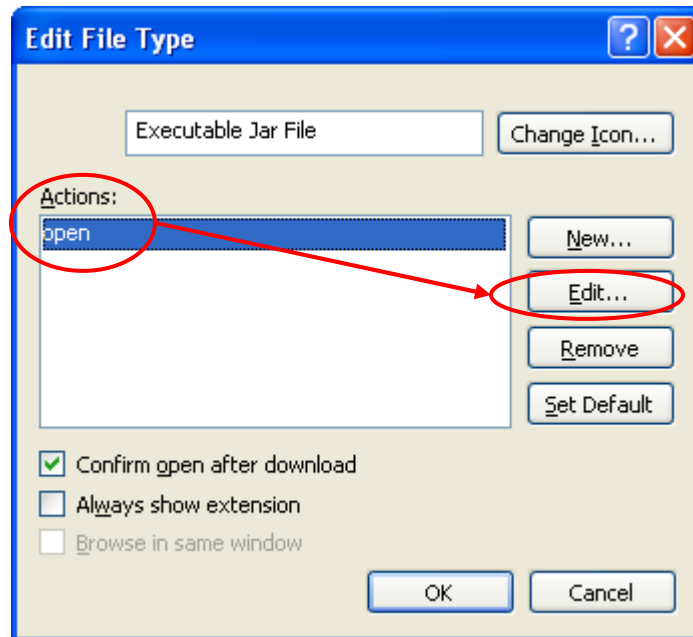 Edit File Type
Executable Jar File
Change Icon...
Actions:
open
New...
Edit...
Remove
Set Default
Confirm open after download
Always show extension
Browse in same window
OK
Cancel